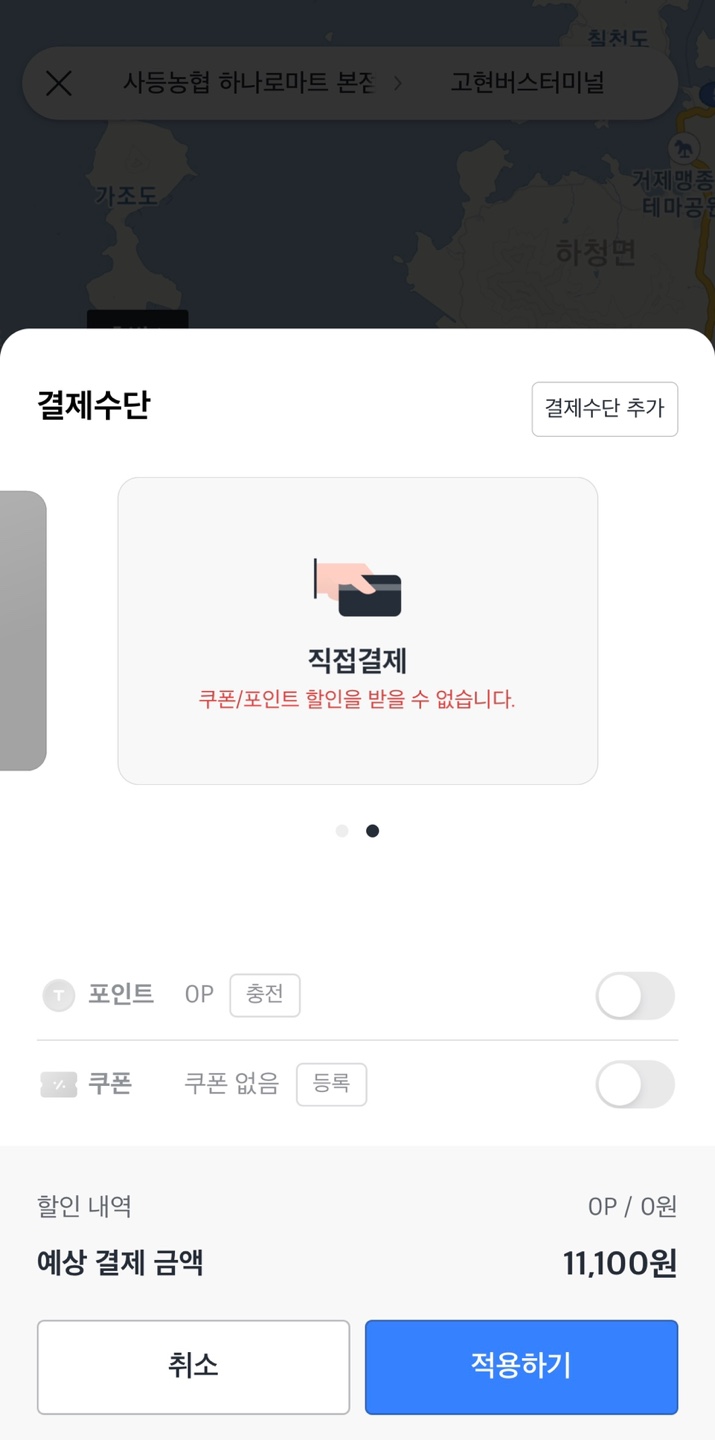 칠천도
사등농협 하나로마트 본점 > 고현버스터미널
거제맹종
테마공원
가조도
하청면
결제수단
결제수단 추가
직접결제
쿠폰/포인트 할인을 받을 수 없습니다.
T 포인트 0P 충전
% 쿠폰 쿠폰 없음 등록
할인 내역 0P / 0원
예상 결제 금액 11,100원
취소 적용하기